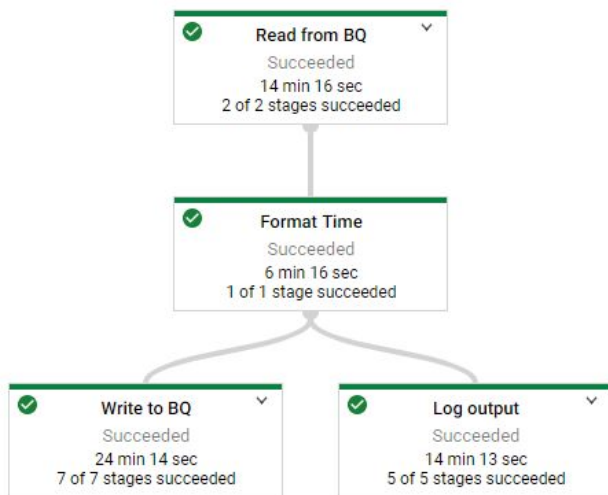 Read from BQ
Succeeded
14 min 16 sec
2 of 2 stages succeeded
Format Time
Succeeded
6 min 16 sec
1 of 1 stage succeeded
Write to BQ
Succeeded
24 min 14 sec
7 of 7 stages succeeded
Log output
Succeeded
14 min 13 sec
5 of 5 stages succeeded